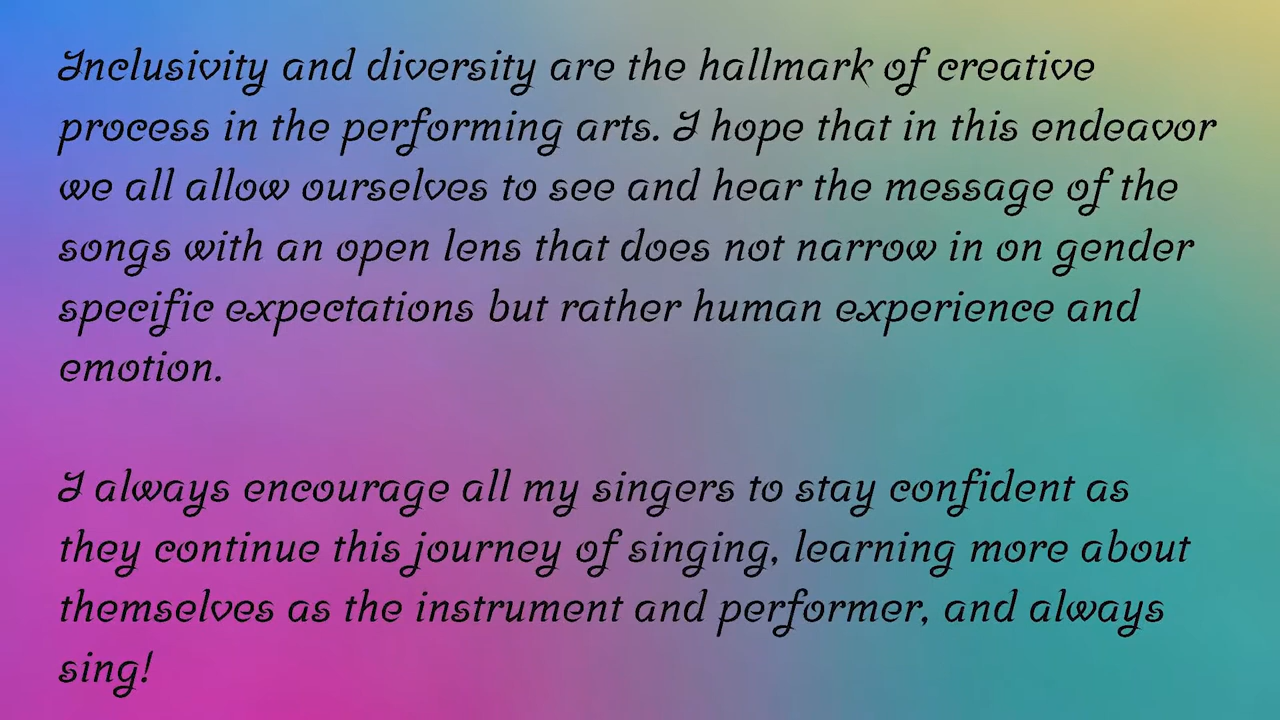 Inclusivity and diversity are the hallmark of creative
process in the performing arts. I hope that in this endeavor
we all allow ourselves to see and hear the message of the
songs with an open lens that does not narrow in on gender
specific expectations but rather human experience and
emotion.
I always encourage all my singers to stay confident as
they continue this journey of singing, learning more about
themselves as the instrument and performer, and always
sing!